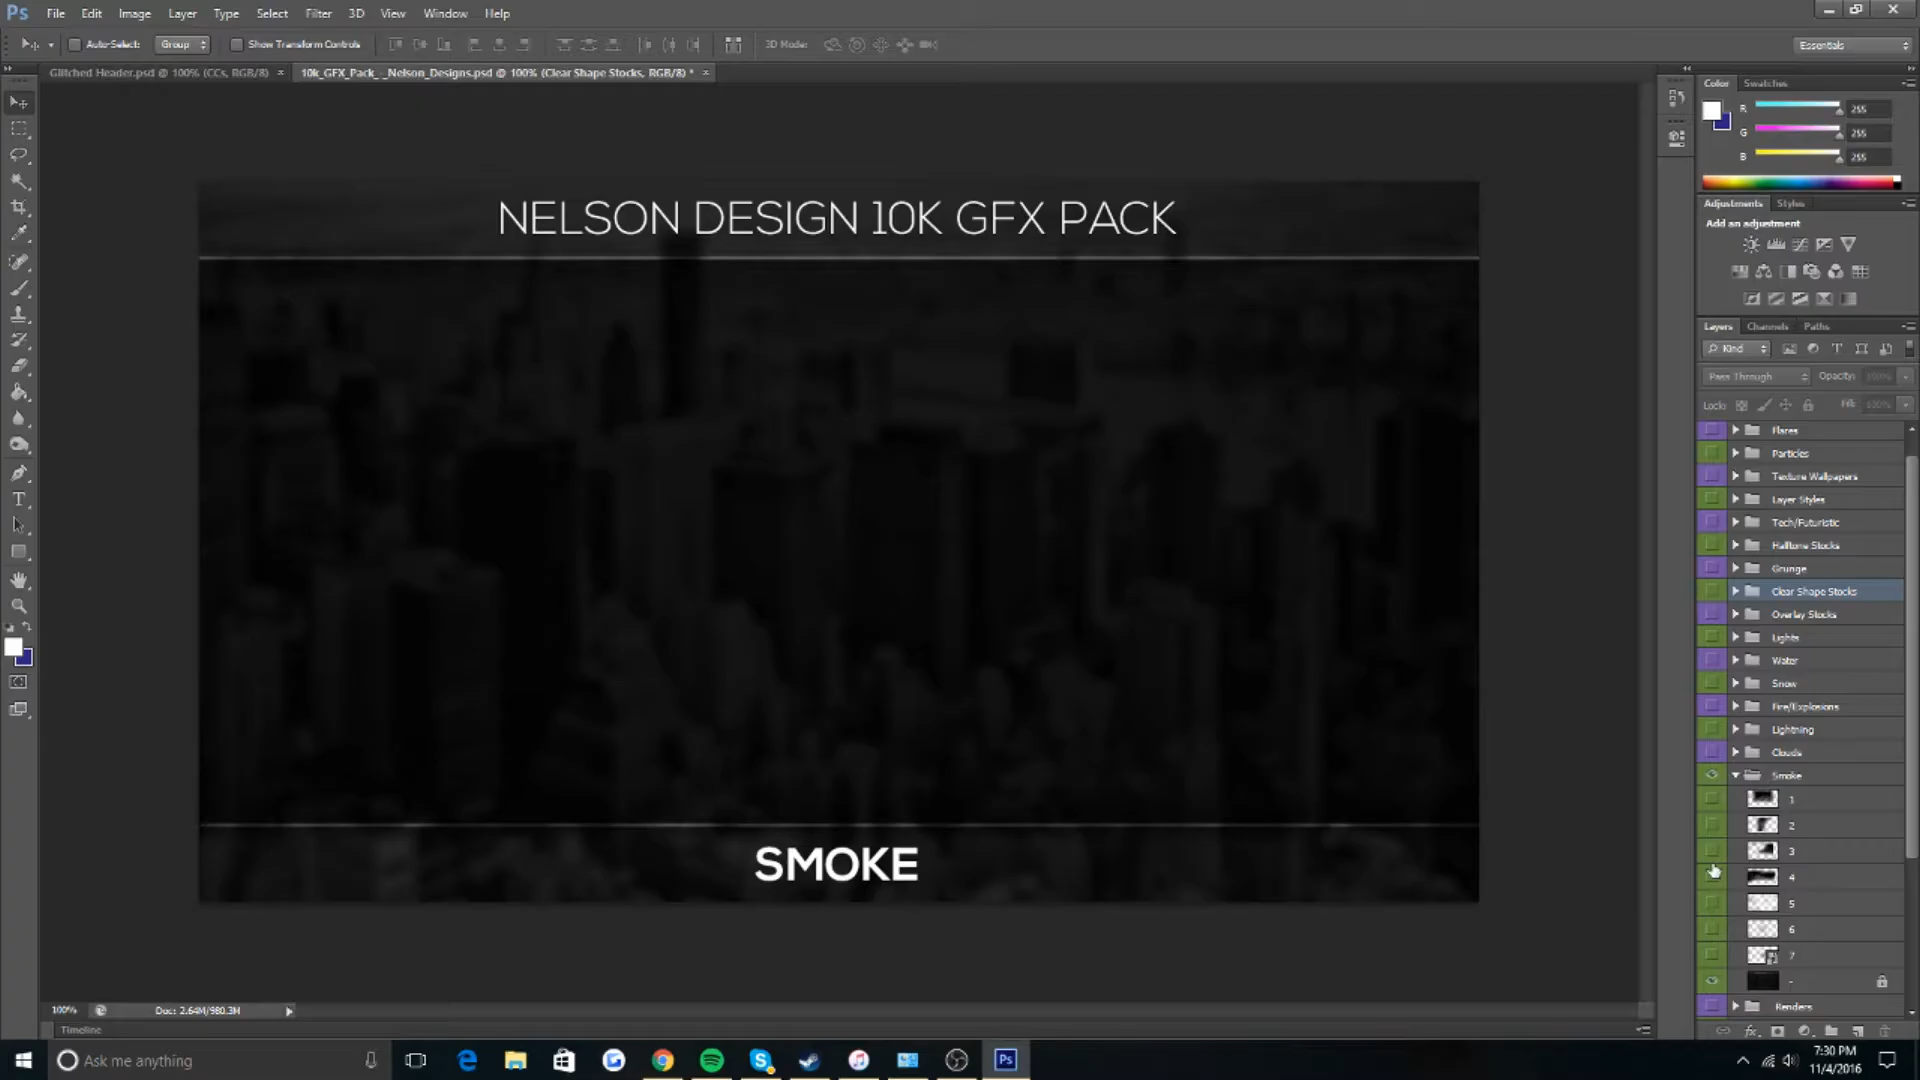 Ps File Edit Image Layer Type Select Filter 3D View Window Help
Auto-Select: Group Show Transform Controls 3D Mode: Essentials
Glitched Header.psd @ 100% (CCs, RGB/8) × 10k_GFX_Pack_-_Nelson_Designs.psd @ 100% (Clear Shape Stocks, RGB/8) * ×
Color Swatches
R 255
G 255
B 255
Adjustments Styles
Add an adjustment
Layers Channels Paths
Kind
Pass Through Opacity: 100%
Lock: Fill: 100%
Flares
Particles
Texture Wallpapers
Layer Styles
Tech/Futuristic
Halftone Stocks
Grunge
Clear Shape Stocks
Overlay Stocks
Lights
Water
Snow
Fire/Explosions
Lightning
Clouds
Smoke
1
2
3
4
5
6
7
-
Renders
NELSON DESIGN 10K GFX PACK
SMOKE
100% Doc: 2.64M/980.3M
Timeline
Ask me anything
Ps
7:30 PM
11/4/2016